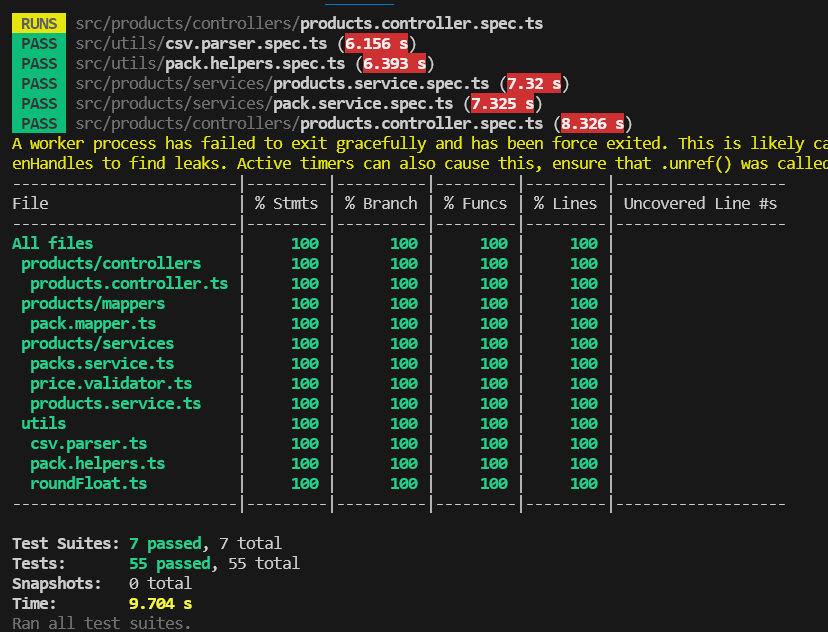 RUNS src/products/controllers/products.controller.spec.ts
PASS src/utils/csv.parser.spec.ts (6.156 s)
PASS src/utils/pack.helpers.spec.ts (6.393 s)
PASS src/products/services/products.service.spec.ts (7.32 s)
PASS src/products/services/pack.service.spec.ts (7.325 s)
PASS src/products/controllers/products.controller.spec.ts (8.326 s)
A worker process has failed to exit gracefully and has been force exited. This is likely ca
enHandles to find leaks. Active timers can also cause this, ensure that .unref() was called
-------------------------|---------|----------|---------|---------|-------------------
File | % Stmts | % Branch | % Funcs | % Lines | Uncovered Line #s
-------------------------|---------|----------|---------|---------|-------------------
All files | 100 | 100 | 100 | 100 |
products/controllers | 100 | 100 | 100 | 100 |
products.controller.ts | 100 | 100 | 100 | 100 |
products/mappers | 100 | 100 | 100 | 100 |
pack.mapper.ts | 100 | 100 | 100 | 100 |
products/services | 100 | 100 | 100 | 100 |
packs.service.ts | 100 | 100 | 100 | 100 |
price.validator.ts | 100 | 100 | 100 | 100 |
products.service.ts | 100 | 100 | 100 | 100 |
utils | 100 | 100 | 100 | 100 |
csv.parser.ts | 100 | 100 | 100 | 100 |
pack.helpers.ts | 100 | 100 | 100 | 100 |
roundFloat.ts | 100 | 100 | 100 | 100 |
-------------------------|---------|----------|---------|---------|-------------------
Test Suites: 7 passed, 7 total
Tests: 55 passed, 55 total
Snapshots: 0 total
Time: 9.704 s
Ran all test suites.